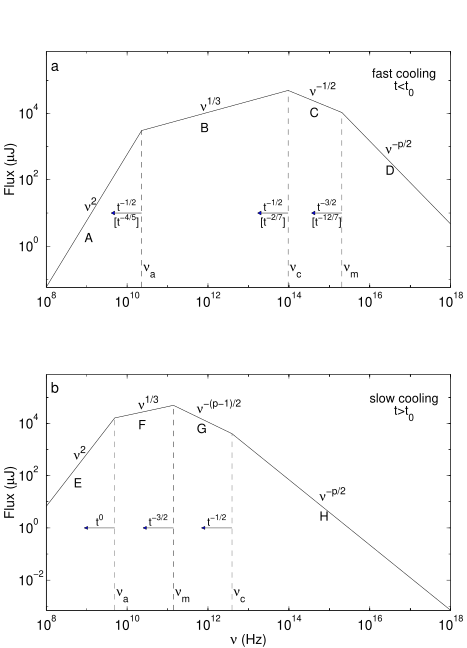 a
fast cooling
t<t₀
ν²
A
ν^1/3
B
ν^−1/2
C
ν^−p/2
D
t^−1/2
[t^−4/5]
t^−1/2
[t^−2/7]
t^−3/2
[t^−12/7]
νₐ
ν_c
ν_m
Flux (μJ)
10⁴
10²
10⁰
10⁸
10¹⁰
10¹²
10¹⁴
10¹⁶
10¹⁸
b
slow cooling
t>t₀
ν²
E
ν^1/3
F
ν^−(p−1)/2
G
ν^−p/2
H
t⁰
t^−3/2
t^−1/2
νₐ
ν_m
ν_c
Flux (μJ)
10⁴
10²
10⁰
10⁻²
10⁸
10¹⁰
10¹²
10¹⁴
10¹⁶
10¹⁸
ν (Hz)